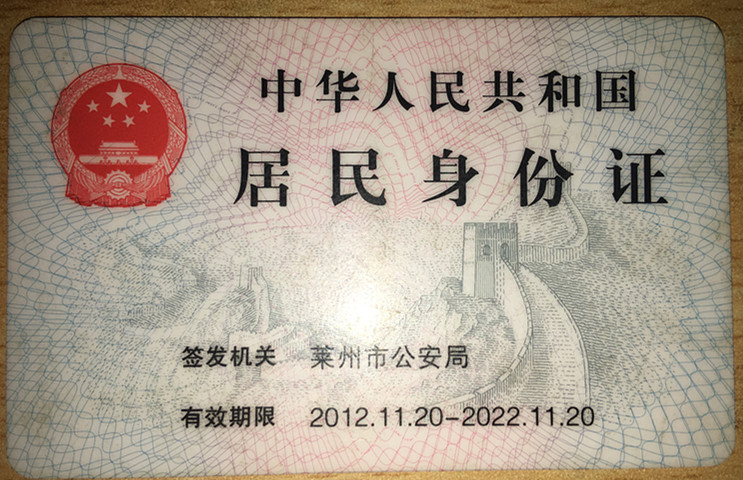 中华人民共和国
居民身份证
签发机关 莱州市公安局
有效期限 2012.11.20-2022.11.20